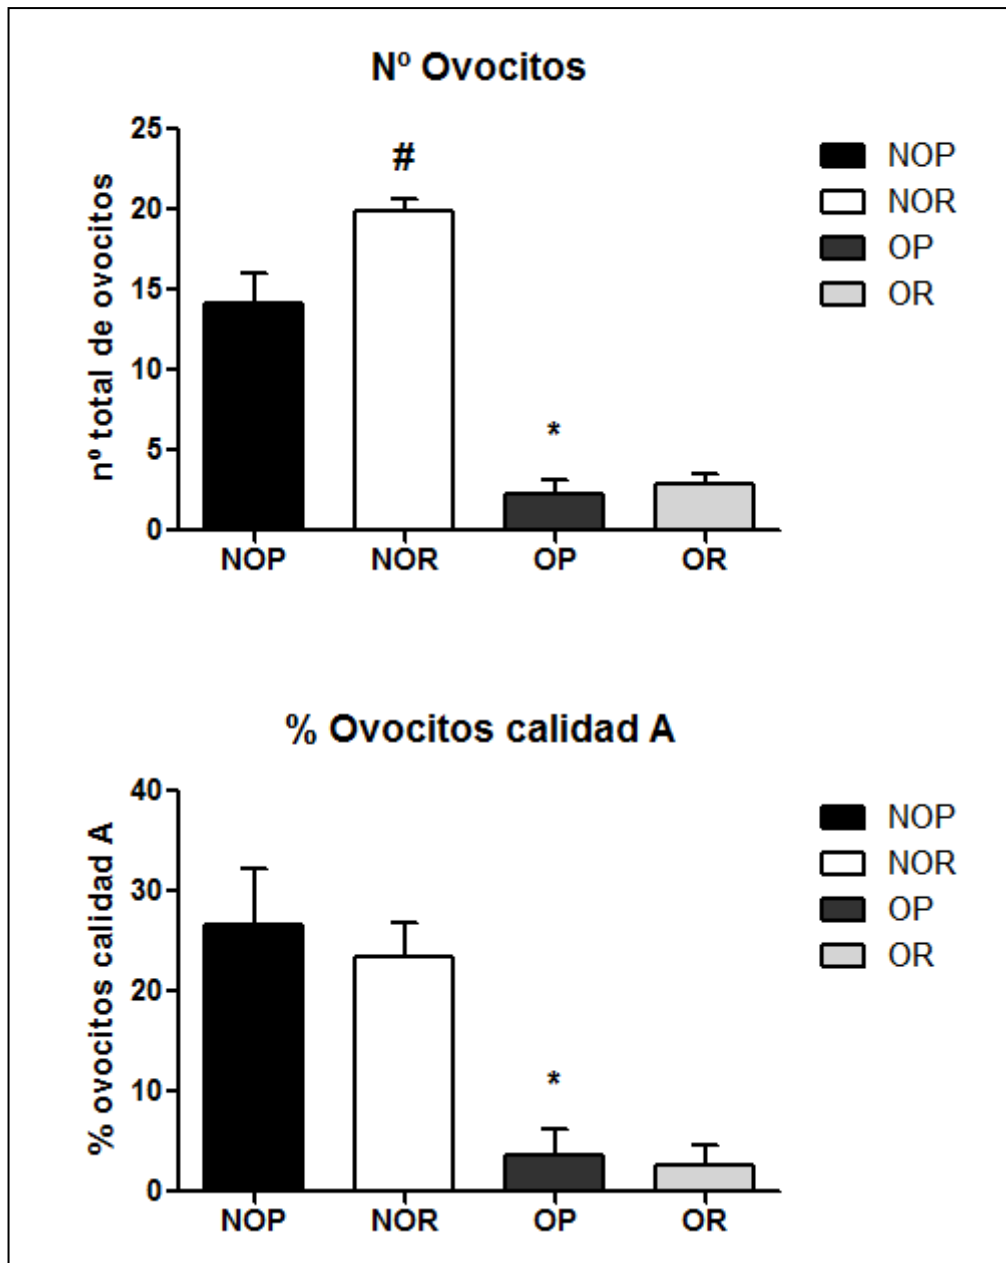 Nº Ovocitos
nº total de ovocitos
25
20
15
10
5
0
#
*
NOP NOR OP OR
NOP
NOR
OP
OR
% Ovocitos calidad A
% ovocitos calidad A
40
30
20
10
0
*
NOP NOR OP OR
NOP
NOR
OP
OR